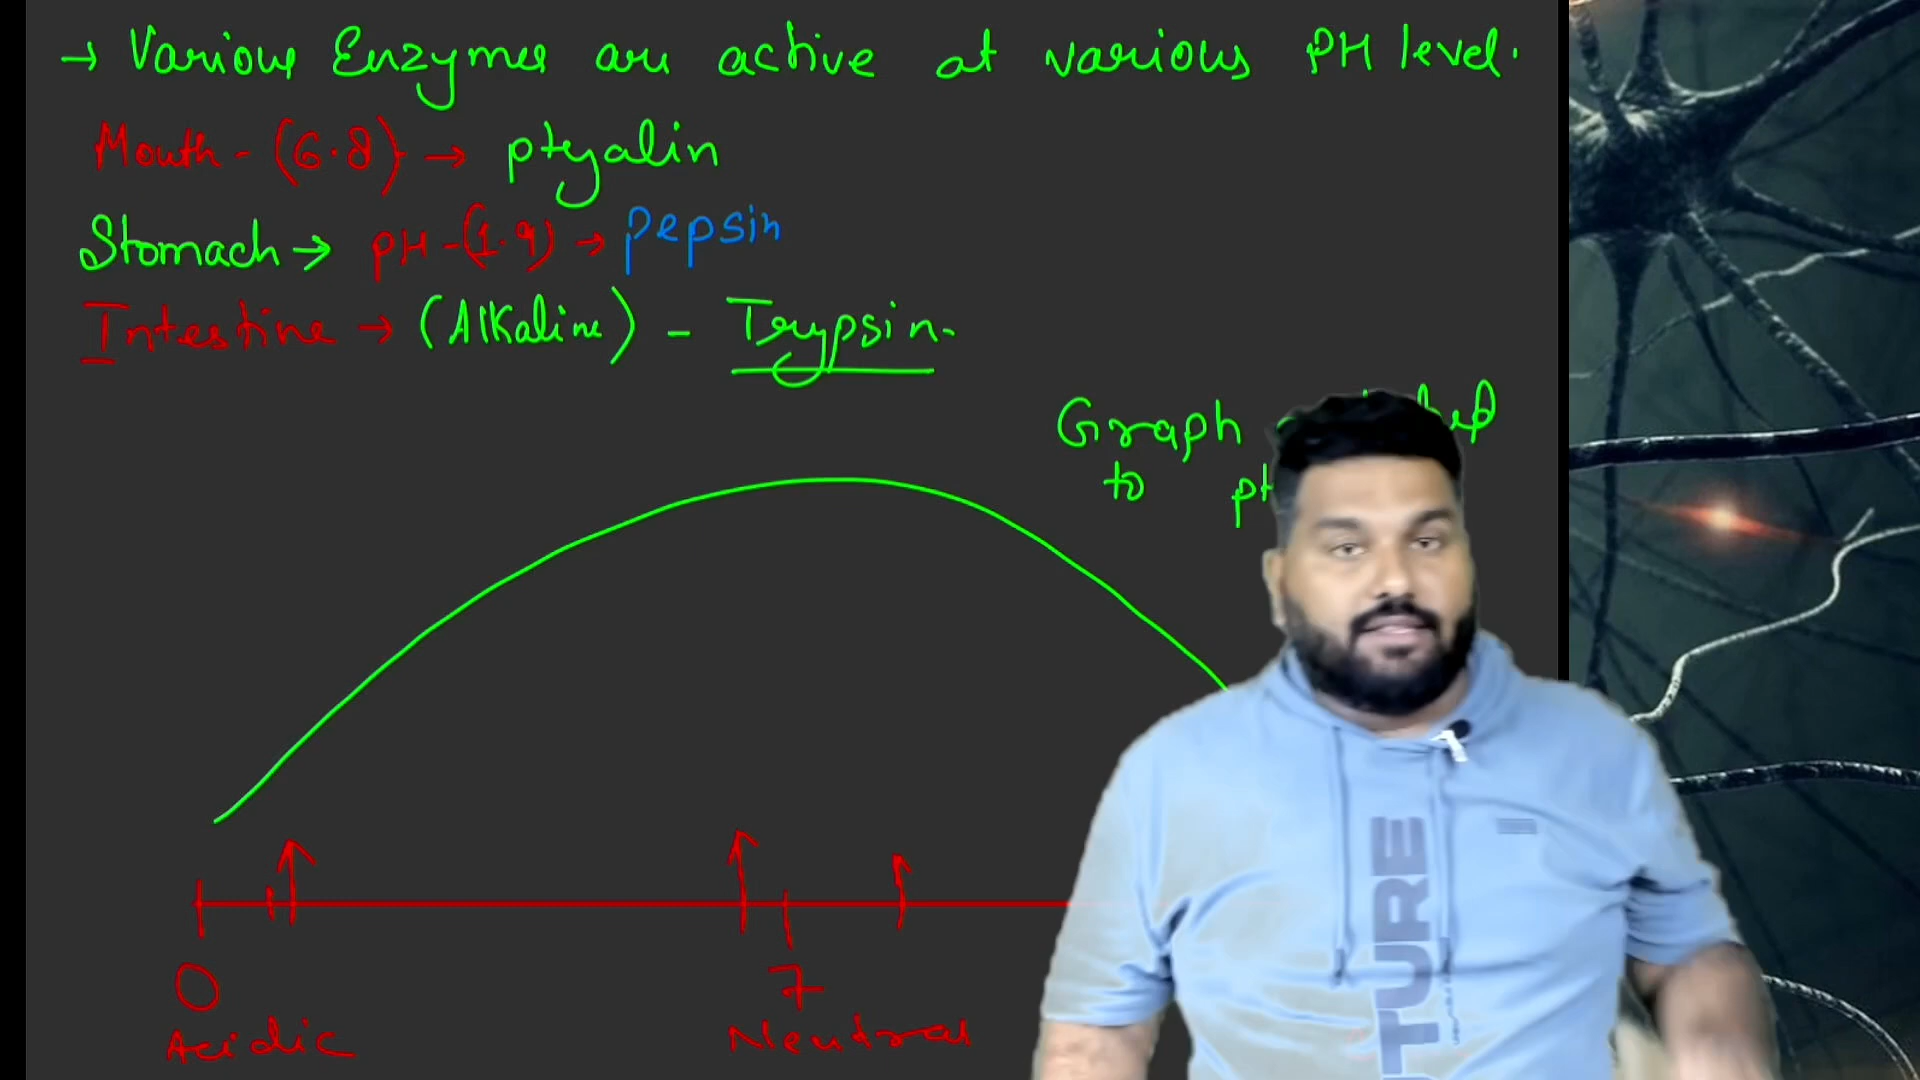 → Various Enzymes are active at various PH level.
Mouth - (6.8) → ptyalin
Stomach → pH - (1.9) → Pepsin
Intestine → (Alkaline) - Trypsin-
Graph
to
0
7
Acidic
Neutral